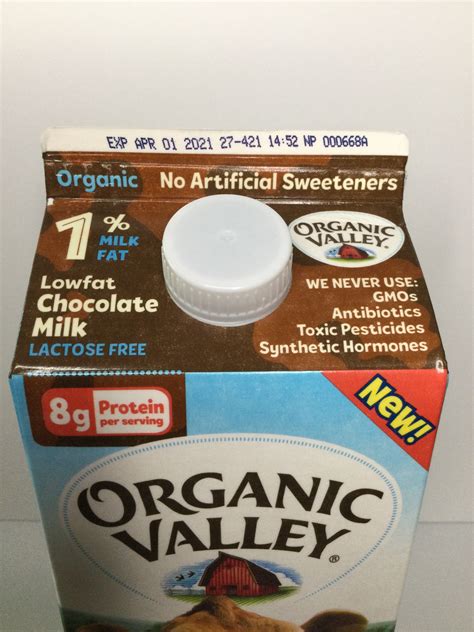 EXP APR 01 2021 27-421 14:52 NP 000668A
Organic No Artificial Sweeteners
1% MILK FAT
Lowfat
Chocolate
Milk
LACTOSE FREE
ORGANIC
VALLEY
WE NEVER USE:
GMOs
Antibiotics
Toxic Pesticides
Synthetic Hormones
8g Protein
per serving
New!
ORGANIC
VALLEY®